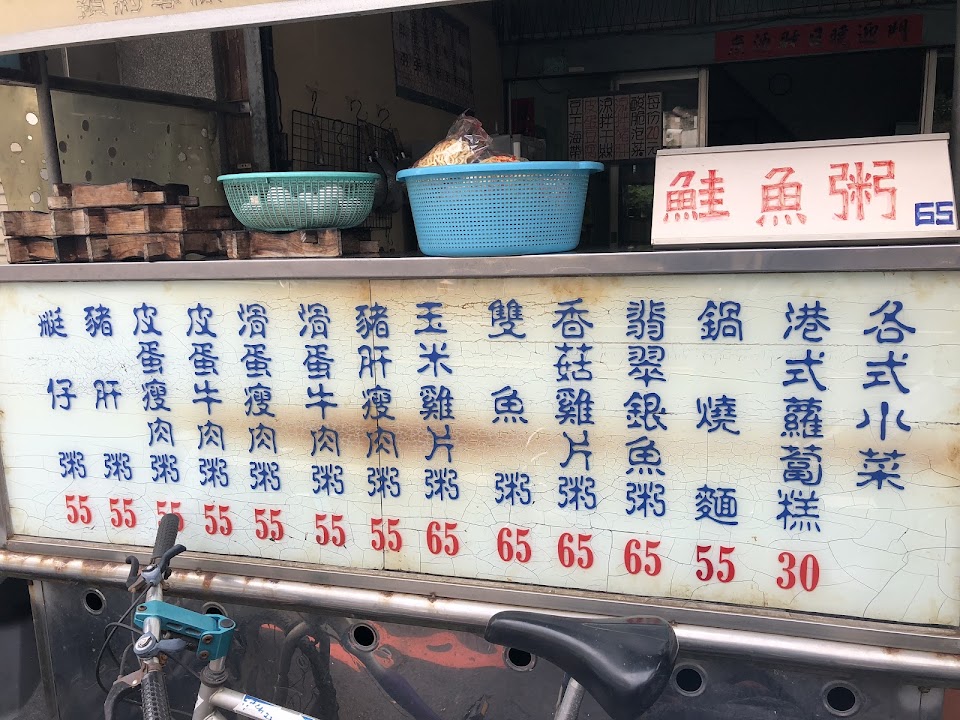 鮭魚粥 65
各式小菜
港式蘿蔔糕 30
鍋燒麵 55
翡翠銀魚粥 65
香菇雞片粥 65
雙魚粥 65
玉米雞片粥 65
豬肝瘦肉粥 55
滑蛋牛肉粥 55
滑蛋瘦肉粥 55
皮蛋牛肉粥 55
皮蛋瘦肉粥 55
豬肝粥 55
艇仔粥 55